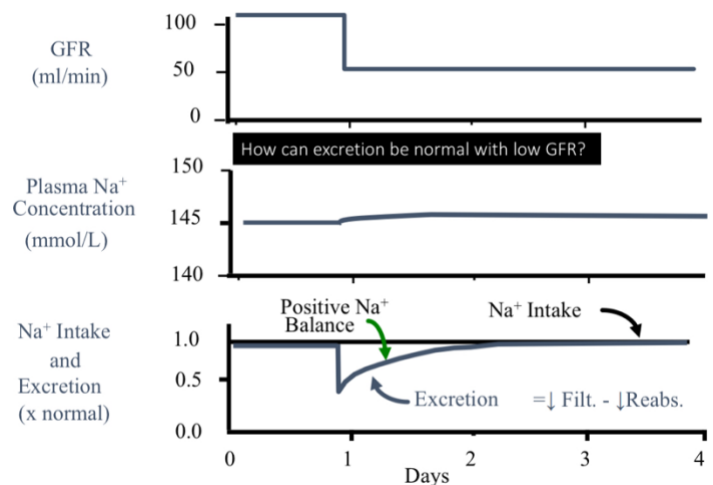 GFR
(ml/min)
100
50
0
How can excretion be normal with low GFR?
Plasma Na⁺
Concentration
(mmol/L)
150
145
140
Na⁺ Intake
and
Excretion
(x normal)
1.0
0.5
0.0
Positive Na⁺
Balance
Na⁺ Intake
Excretion =↓ Filt. - ↓Reabs.
0 1 2 3 4
Days